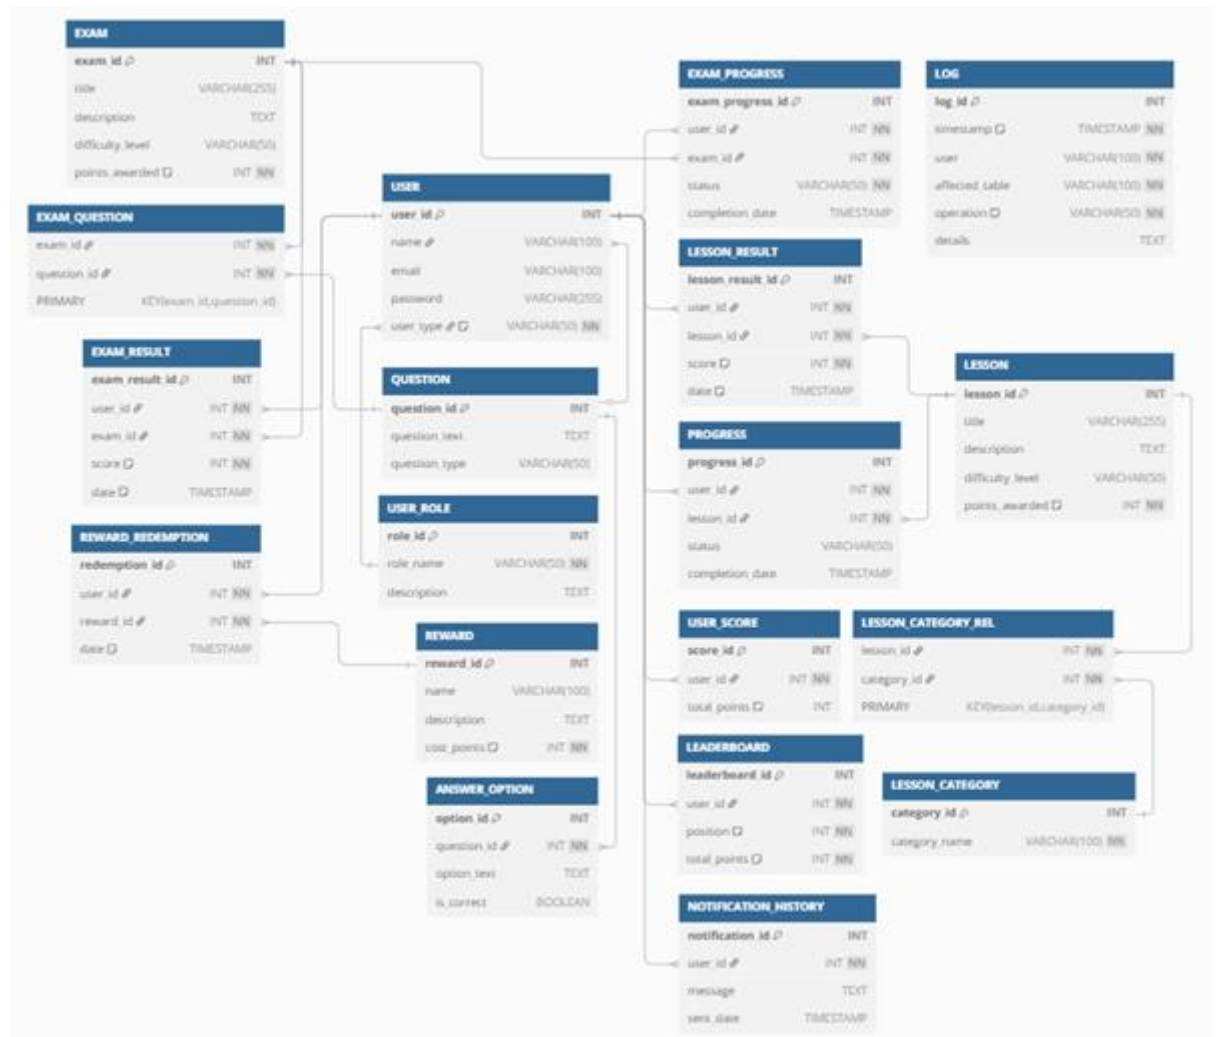 EXAM
exam_id INT
title VARCHAR(255)
description TEXT
difficulty_level VARCHAR(50)
points_awarded INT NN
EXAM_QUESTION
exam_id INT NN
question_id INT NN
PRIMARY KEY(exam_id,question_id)
EXAM_RESULT
exam_result_id INT
user_id INT NN
exam_id INT NN
score INT NN
date TIMESTAMP
REWARD_REDEMPTION
redemption_id INT
user_id INT NN
reward_id INT NN
date TIMESTAMP
USER
user_id INT
name VARCHAR(100)
email VARCHAR(100)
password VARCHAR(255)
user_type VARCHAR(50) NN
QUESTION
question_id INT
question_text TEXT
question_type VARCHAR(50)
USER_ROLE
role_id INT
role_name VARCHAR(50) NN
description TEXT
REWARD
reward_id INT
name VARCHAR(100)
description TEXT
cost_points INT NN
ANSWER_OPTION
option_id INT
question_id INT NN
option_text TEXT
is_correct BOOLEAN
EXAM_PROGRESS
exam_progress_id INT
user_id INT NN
exam_id INT NN
status VARCHAR(50) NN
completion_date TIMESTAMP
LESSON_RESULT
lesson_result_id INT
user_id INT NN
lesson_id INT NN
score INT NN
date TIMESTAMP
PROGRESS
progress_id INT
user_id INT NN
lesson_id INT NN
status VARCHAR(50)
completion_date TIMESTAMP
USER_SCORE
score_id INT
user_id INT NN
total_points INT
LEADERBOARD
leaderboard_id INT
user_id INT NN
position INT NN
total_points INT NN
NOTIFICATION_HISTORY
notification_id INT
user_id INT NN
message TEXT
sent_date TIMESTAMP
LOG
log_id INT
timestamp TIMESTAMP NN
user VARCHAR(100) NN
affected_table VARCHAR(100) NN
operation VARCHAR(50) NN
details TEXT
LESSON
lesson_id INT
title VARCHAR(255)
description TEXT
difficulty_level VARCHAR(50)
points_awarded INT NN
LESSON_CATEGORY_REL
lesson_id INT NN
category_id INT NN
PRIMARY KEY(lesson_id,category_id)
LESSON_CATEGORY
category_id INT
category_name VARCHAR(100) NN